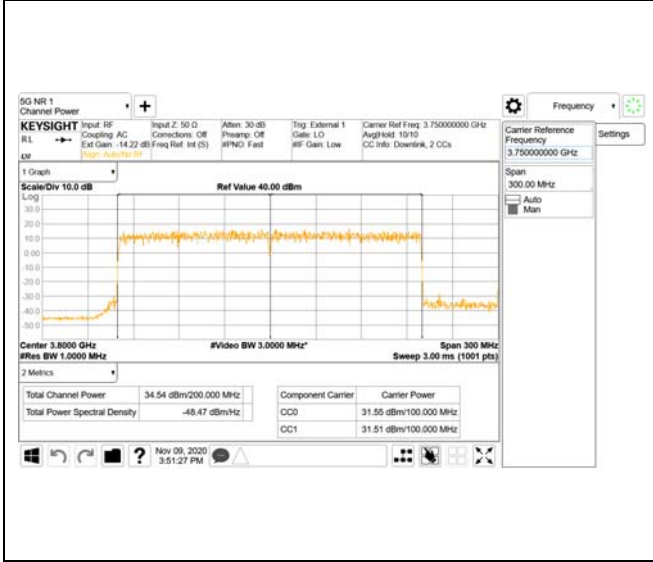 5G NR 1
Channel Power
Frequency
KEYSIGHT
RL
Input: RF
Coupling: AC
Ext Gain: -14.22 dB
Align: Auto/No RF
Input Z: 50 Ω
Corrections: Off
Freq Ref: Int (S)
Atten: 30 dB
Preamp: Off
#PNO: Fast
Trig: External 1
Gate: LO
#IF Gain: Low
Carrier Ref Freq: 3.750000000 GHz
Avg|Hold: 10/10
CC Info: Downlink, 2 CCs
Carrier Reference
Frequency
3.750000000 GHz
Settings
Span
300.00 MHz
Auto
Man
1 Graph
Scale/Div 10.0 dB
Ref Value 40.00 dBm
Log
30.0
20.0
10.0
0.00
-10.0
-20.0
-30.0
-40.0
-50.0
Center 3.8000 GHz
#Video BW 3.0000 MHz*
Span 300 MHz
#Res BW 1.0000 MHz
Sweep 3.00 ms (1001 pts)
2 Metrics
Total Channel Power 34.54 dBm/200.000 MHz
Total Power Spectral Density -48.47 dBm/Hz
Component Carrier Carrier Power
CC0 31.55 dBm/100.000 MHz
CC1 31.51 dBm/100.000 MHz
Nov 09, 2020
3:51:27 PM